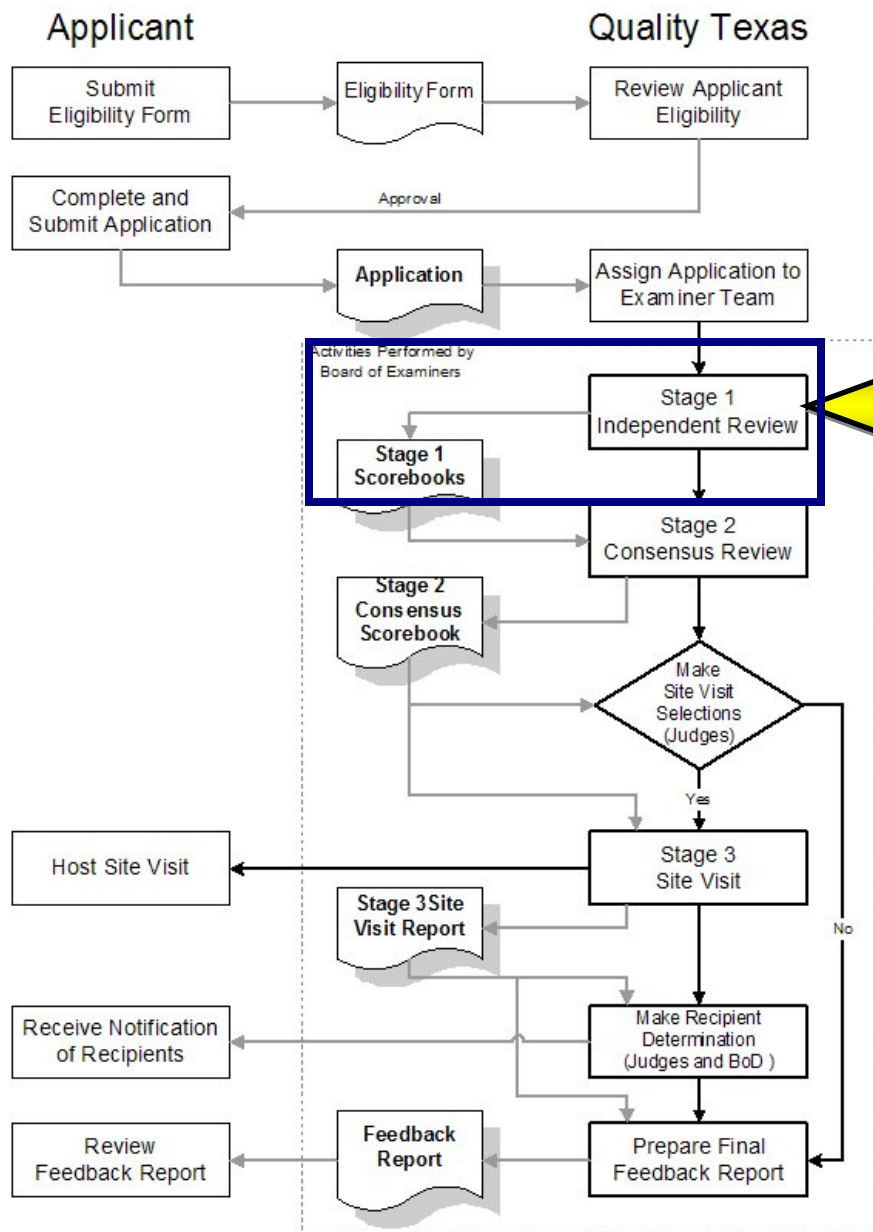 Applicant
Quality Texas
Submit
Eligibility Form
Eligibility Form
Review Applicant
Eligibility
Complete and
Submit Application
Approval
Application
Assign Application to
Examiner Team
Activities Performed by
Board of Examiners
Stage 1
Independent Review
Stage 1
Scorebooks
Stage 2
Consensus Review
Stage 2
Consensus
Scorebook
Make
Site Visit
Selections
(Judges)
Yes
Host Site Visit
Stage 3
Site Visit
Stage 3Site
Visit Report
No
Receive Notification
of Recipients
Make Recipient
Determination
(Judges and BoD )
Review
Feedback Report
Feedback
Report
Prepare Final
Feedback Report